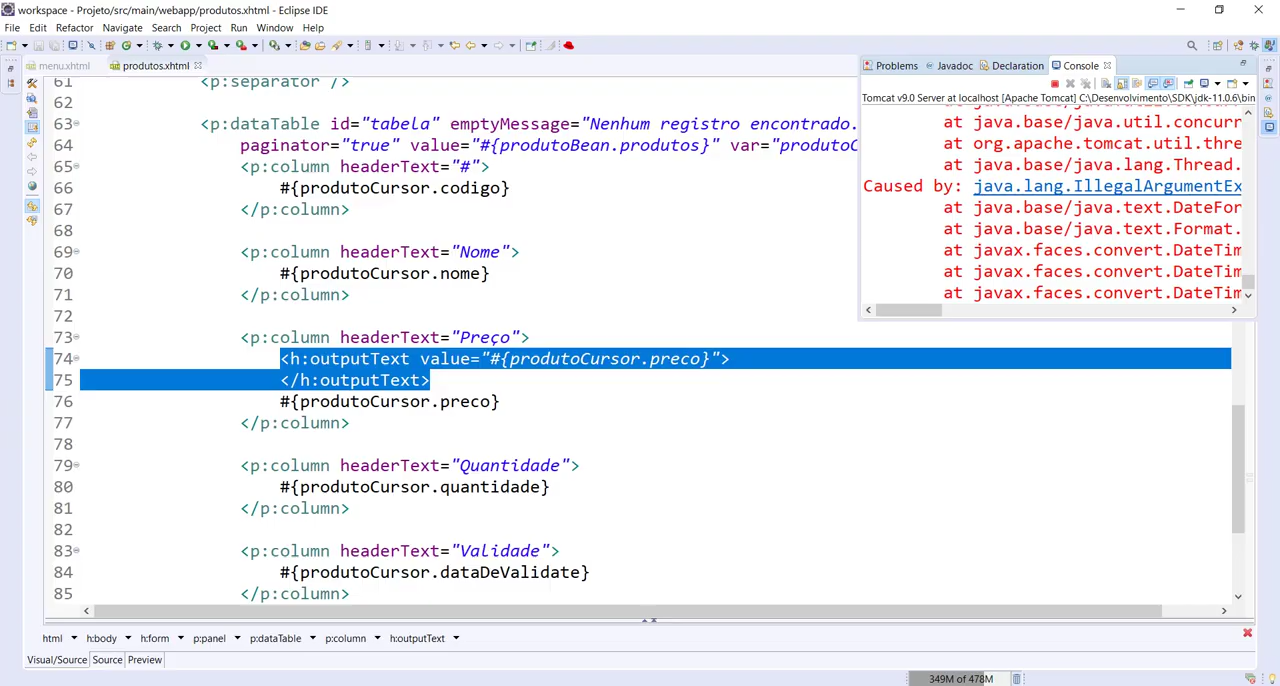 workspace - Projeto/src/main/webapp/produtos.xhtml - Eclipse IDE
File Edit Refactor Navigate Search Project Run Window Help
menu.xhtml produtos.xhtml
Problems Javadoc Declaration Console
Tomcat v9.0 Server at localhost [Apache Tomcat] C:\Desenvolvimento\SDK\jdk-11.0.6\bin
at java.base/java.util.concurr
at org.apache.tomcat.util.thre
at java.base/java.lang.Thread.
Caused by: java.lang.IllegalArgumentEx
at java.base/java.text.DateFor
at java.base/java.text.Format.
at javax.faces.convert.DateTim
at javax.faces.convert.DateTim
at javax.faces.convert.DateTim
61 <p:separator />
62
63 <p:dataTable id="tabela" emptyMessage="Nenhum registro encontrado.
64 paginator="true" value="#{produtoBean.produtos}" var="produtoC
65 <p:column headerText="#">
66 #{produtoCursor.codigo}
67 </p:column>
68
69 <p:column headerText="Nome">
70 #{produtoCursor.nome}
71 </p:column>
72
73 <p:column headerText="Preço">
74 <h:outputText value="#{produtoCursor.preco}">
75 </h:outputText>
76 #{produtoCursor.preco}
77 </p:column>
78
79 <p:column headerText="Quantidade">
80 #{produtoCursor.quantidade}
81 </p:column>
82
83 <p:column headerText="Validade">
84 #{produtoCursor.dataDeValidate}
85 </p:column>
html h:body h:form p:panel p:dataTable p:column h:outputText
Visual/Source Source Preview
349M of 478M